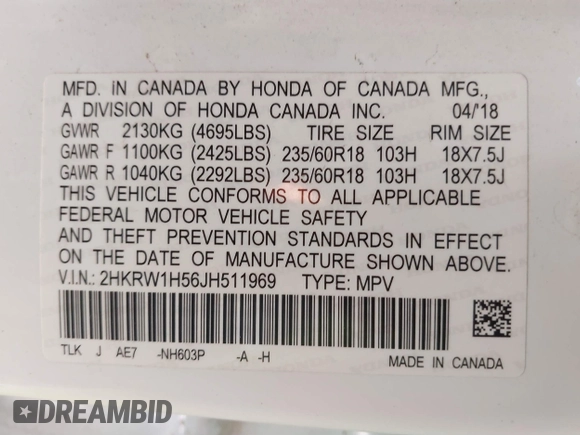 MFD. IN CANADA BY HONDA OF CANADA MFG.,
A DIVISION OF HONDA CANADA INC. 04/'18
GVWR 2130KG (4695LBS) TIRE SIZE RIM SIZE
GAWR F 1100KG (2425LBS) 235/60R18 103H 18X7.5J
GAWR R 1040KG (2292LBS) 235/60R18 103H 18X7.5J
THIS VEHICLE CONFORMS TO ALL APPLICABLE
FEDERAL MOTOR VEHICLE SAFETY
AND THEFT PREVENTION STANDARDS IN EFFECT
ON THE DATE OF MANUFACTURE SHOWN ABOVE.
V.I.N.: 2HKRW1H56JH511969 TYPE: MPV
TLK J AE7 -NH603P -A -H MADE IN CANADA
DREAMBID